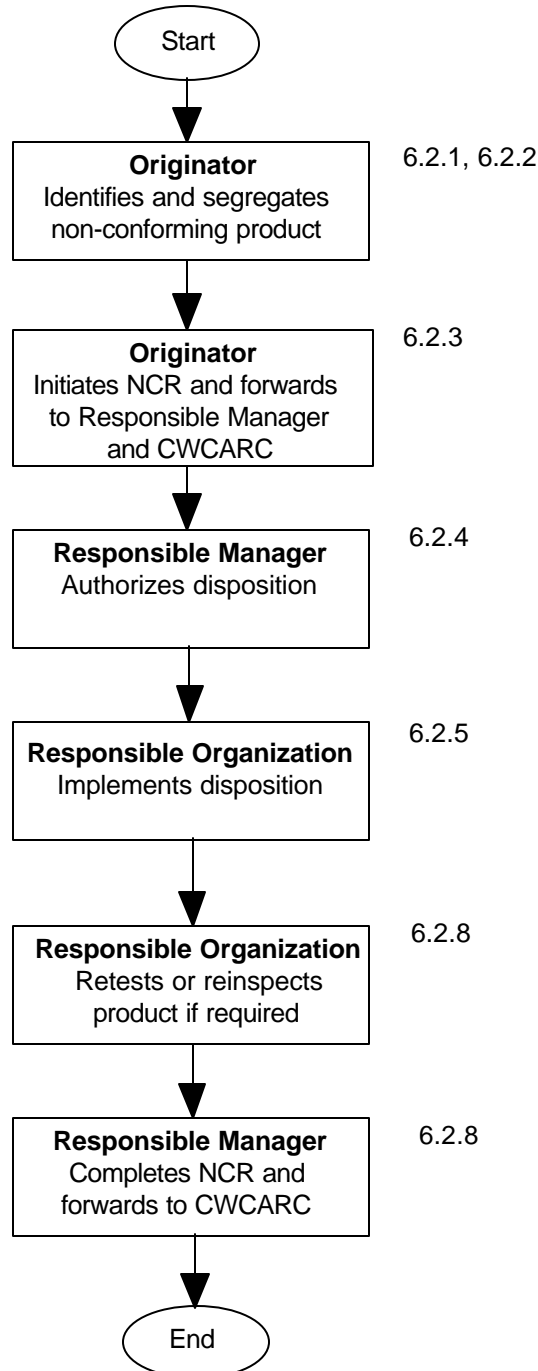 Start
Originator
Identifies and segregates
non-conforming product
6.2.1, 6.2.2
Originator
Initiates NCR and forwards
to Responsible Manager
and CWCARC
6.2.3
Responsible Manager
Authorizes disposition
6.2.4
Responsible Organization
Implements disposition
6.2.5
Responsible Organization
Retests or reinspects
product if required
6.2.8
Responsible Manager
Completes NCR and
forwards to CWCARC
6.2.8
End